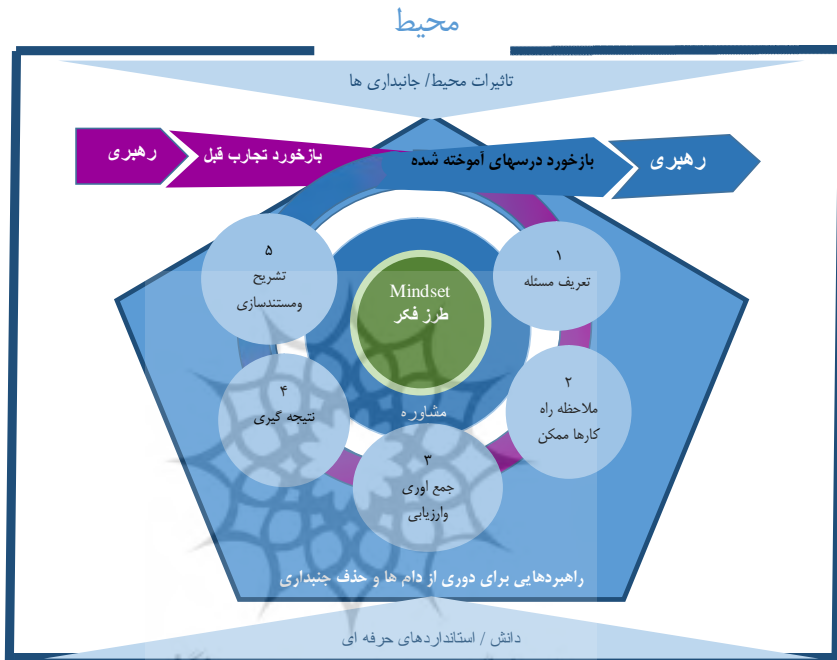 محیط
تاثیرات محیط/ جانبداری ها
رهبری
بازخورد تجارب قبل
بازخورد درسهای آموخته شده
رهبری
۱
تعریف مسئله
۲
ملاحظه راه
کارها ممکن
۳
جمع اوری
وارزیابی
۴
نتیجه گیری
۵
تشریح
ومستندسازی
Mindset
طرز فکر
مشاوره
راهبردهایی برای دوری از دام ها و حذف جنبداری
دانش / استانداردهای حرفه ای